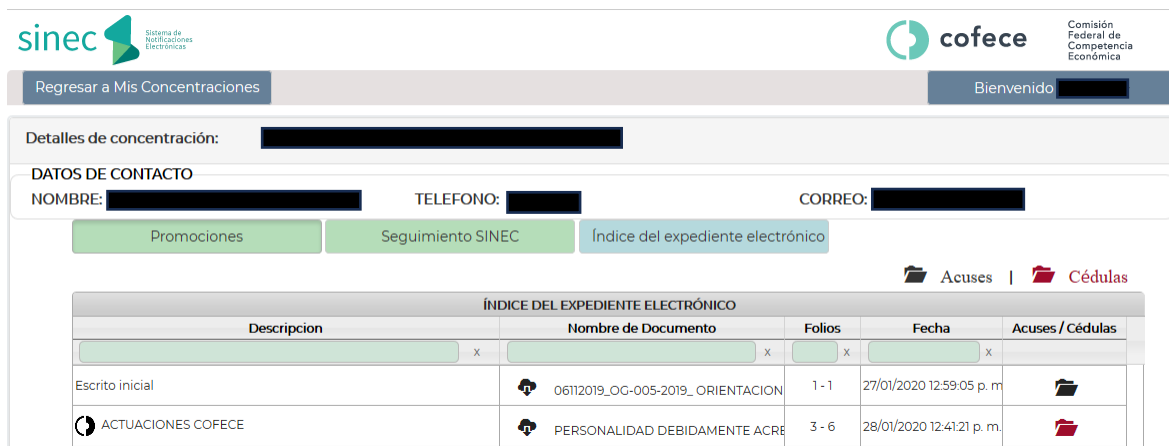 sinec Sistema de Notificaciones Electrónicas
cofece Comisión Federal de Competencia Económica
Regresar a Mis Concentraciones
Bienvenido
Detalles de concentración:
DATOS DE CONTACTO
NOMBRE: TELEFONO: CORREO:
Promociones Seguimiento SINEC Índice del expediente electrónico
Acuses | Cédulas
ÍNDICE DEL EXPEDIENTE ELECTRÓNICO
Descripcion Nombre de Documento Folios Fecha Acuses / Cédulas
x x x x
Escrito inicial 06112019_OG-005-2019_ ORIENTACION 1 - 1 27/01/2020 12:59:05 p. m
ACTUACIONES COFECE PERSONALIDAD DEBIDAMENTE ACRE 3 - 6 28/01/2020 12:41:21 p. m.